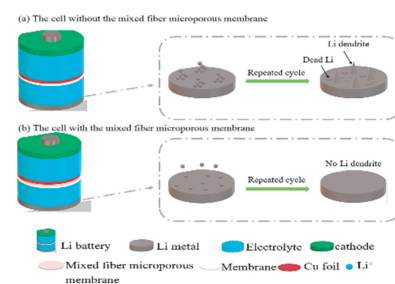 (a) The cell without the mixed fiber microporous membrane
Li dendrite
Dead Li
Repeated cycle
(b) The cell with the mixed fiber microporous membrane
No Li dendrite
Repeated cycle
Li battery Li metal Electrolyte cathode
Mixed fiber microporous membrane Membrane Cu foil Li⁺